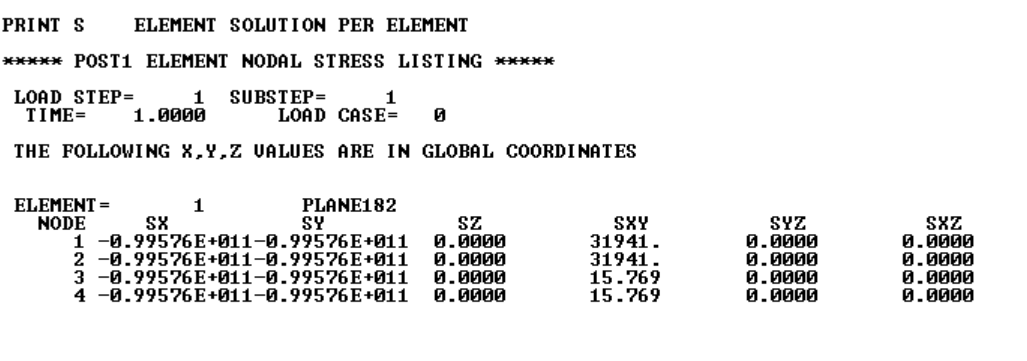 PRINT S ELEMENT SOLUTION PER ELEMENT
***** POST1 ELEMENT NODAL STRESS LISTING *****
LOAD STEP= 1 SUBSTEP= 1
TIME= 1.0000 LOAD CASE= 0
THE FOLLOWING X,Y,Z VALUES ARE IN GLOBAL COORDINATES
ELEMENT= 1 PLANE182
NODE SX SY SZ SXY SYZ SXZ
1 -0.99576E+011-0.99576E+011 0.0000 31941. 0.0000 0.0000
2 -0.99576E+011-0.99576E+011 0.0000 31941. 0.0000 0.0000
3 -0.99576E+011-0.99576E+011 0.0000 15.769 0.0000 0.0000
4 -0.99576E+011-0.99576E+011 0.0000 15.769 0.0000 0.0000